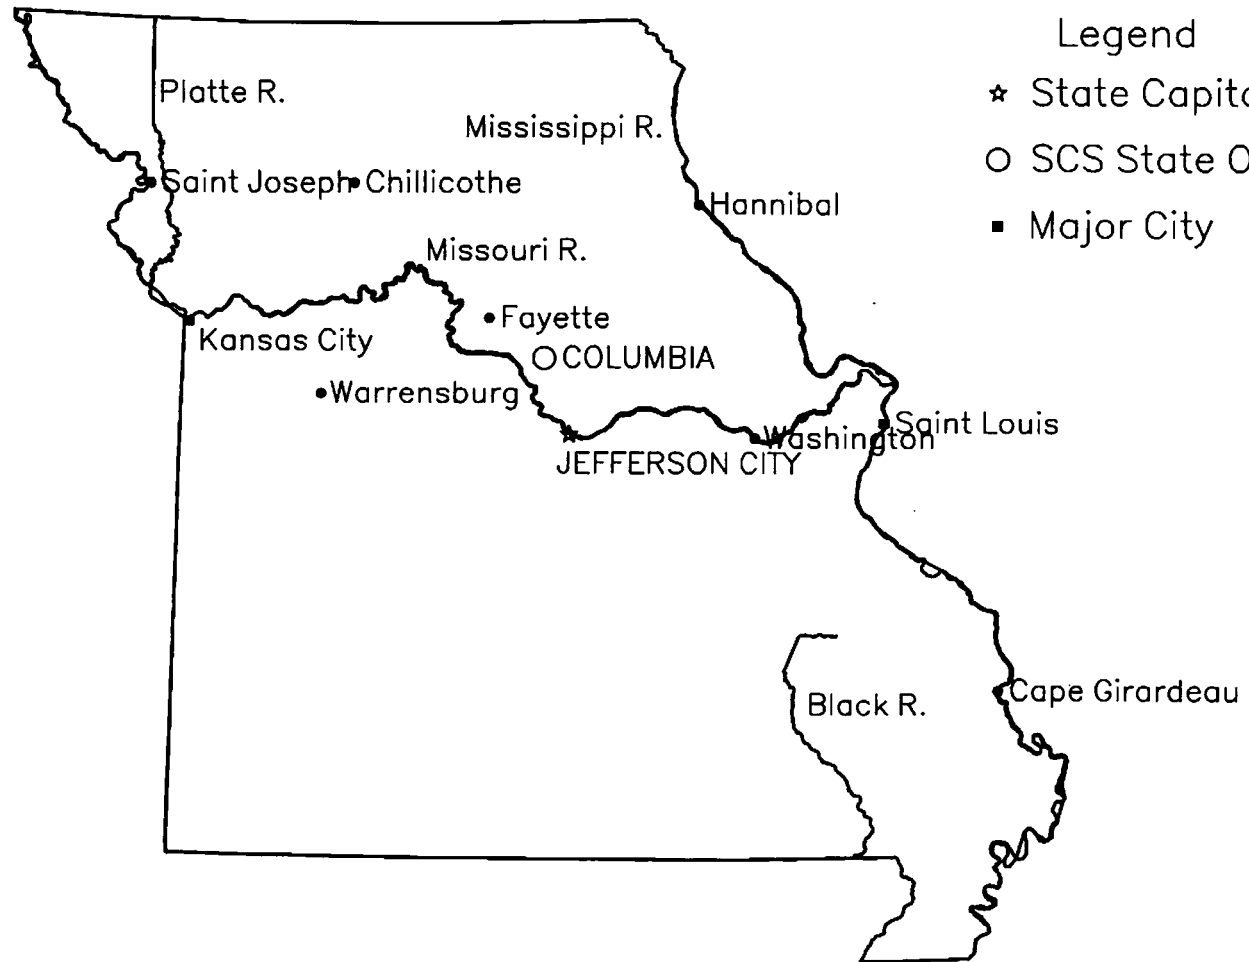 Legend
State Capito
SCS State O
Major City
Platte R.
Mississippi R.
Saint Joseph
Chillicothe
Hannibal
Missouri R.
Fayette
Kansas City
COLUMBIA
Warrensburg
Saint Louis
Washington
JEFFERSON CITY
Cape Girardeau
Black R.